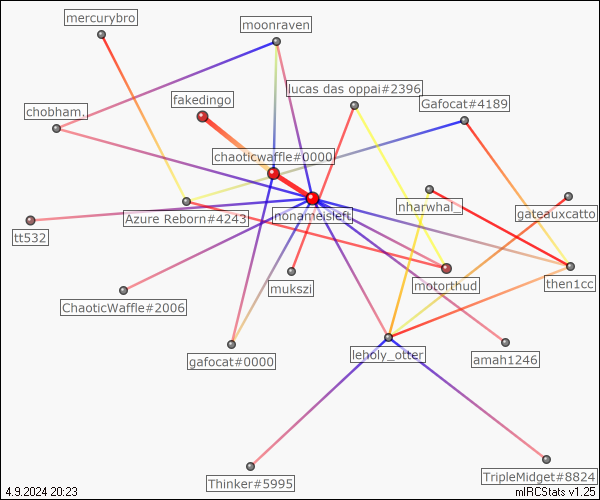 mercurybro
moonraven
lucas das oppai#2396
fakedingo
Gafocat#4189
chobham.
chaoticwaffle#0000
nharwhal_
gateauxcatto
Azure Reborn#4243
nonameisleft
tt532
mukszi
motorthud
then1cc
ChaoticWaffle#2006
gafocat#0000
leholy_otter
amah1246
Thinker#5995
TripleMidget#8824
4.9.2024 20:23
mIRCStats v1.25